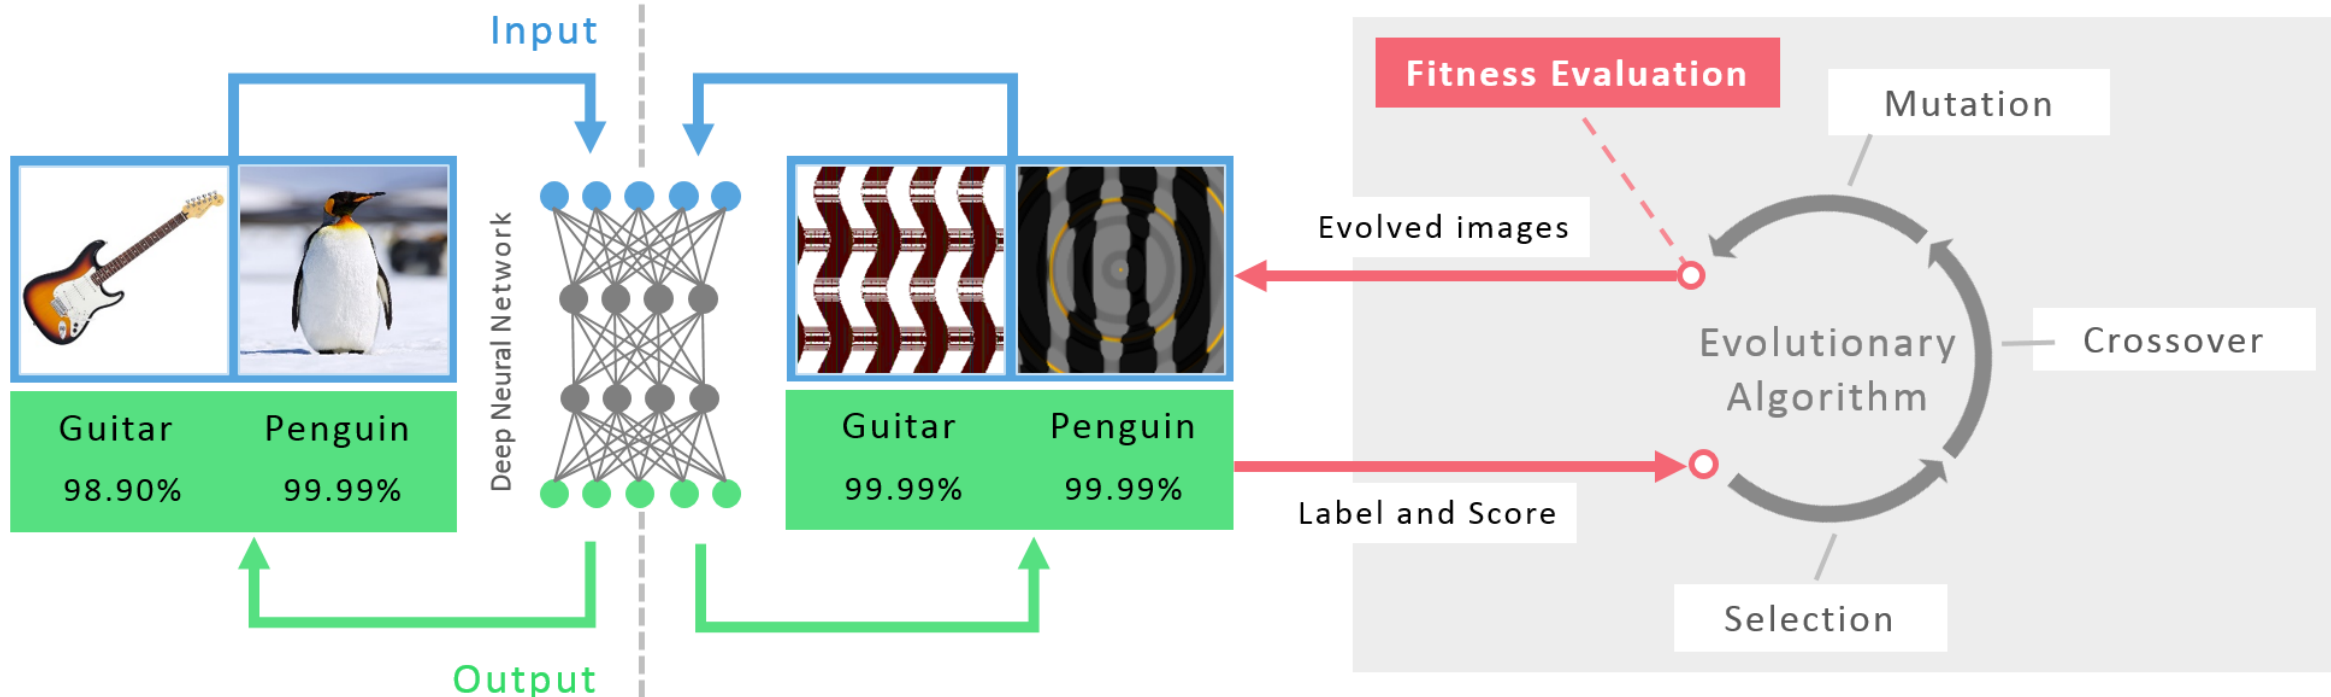 Input
Fitness Evaluation
Mutation
Evolved images
Deep Neural Network
Evolutionary
Algorithm
Crossover
Guitar
Penguin
98.90%
99.99%
Guitar
Penguin
99.99%
99.99%
Label and Score
Selection
Output